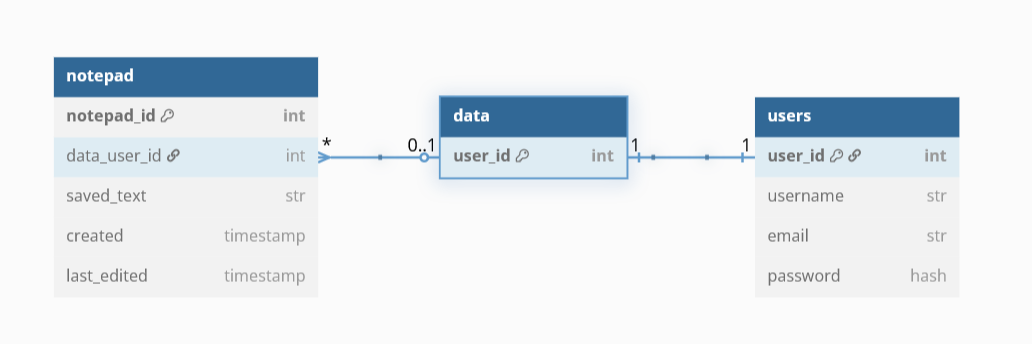 notepad
notepad_id int
data_user_id int
saved_text str
created timestamp
last_edited timestamp
* 0..1
data
user_id int
1 1
users
user_id int
username str
email str
password hash